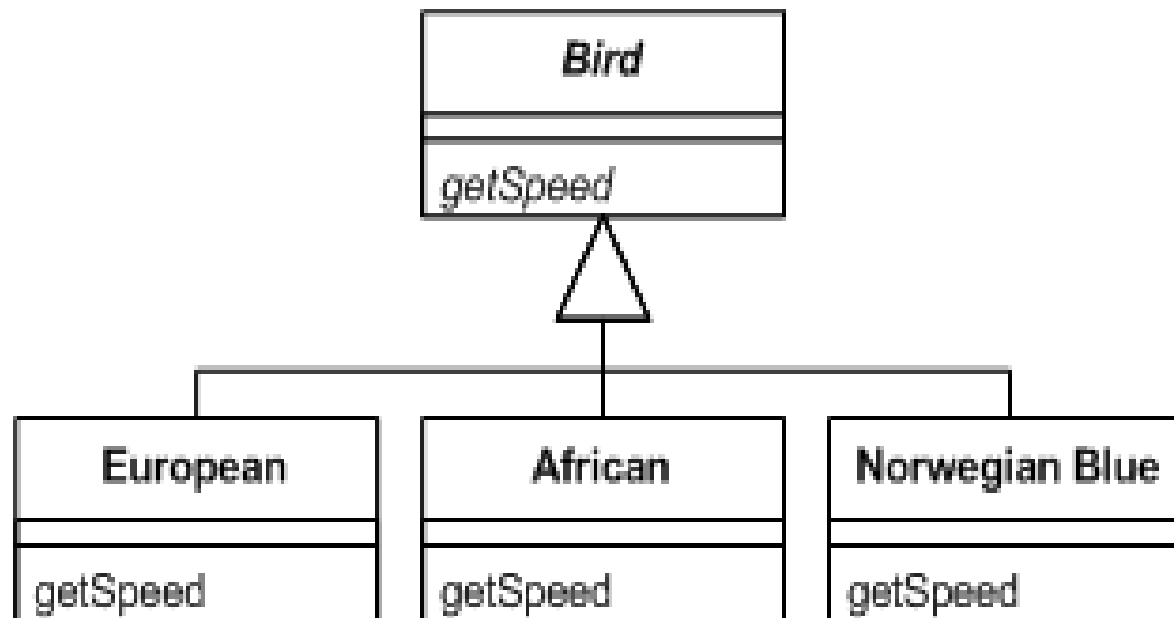 Bird
getSpeed
European
African
Norwegian Blue
getSpeed
getSpeed
getSpeed